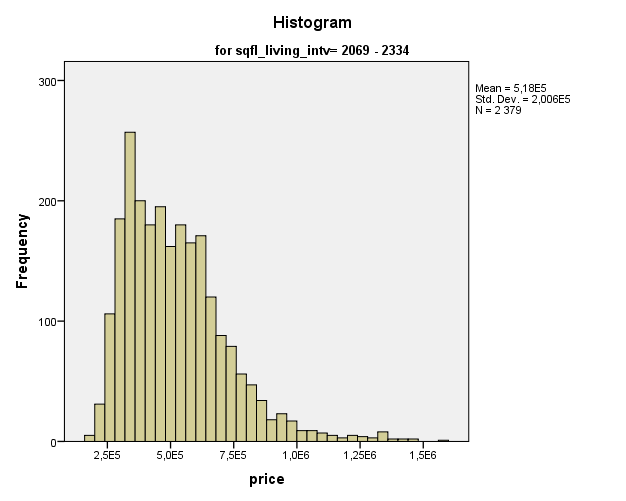 Histogram
for sqfl_living_intv= 2069 - 2334
Mean = 5,18E5
Std. Dev. = 2,006E5
N = 2 379
Frequency
300
200
100
0
2,5E5 5,0E5 7,5E5 1,0E6 1,25E6 1,5E6
price